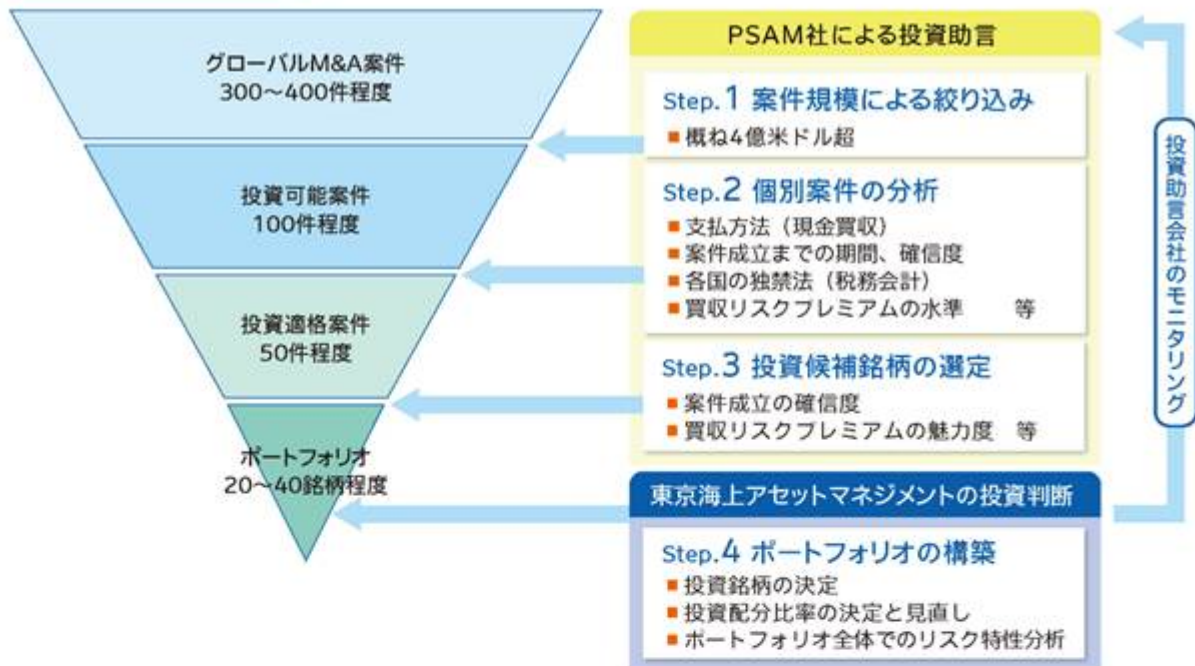 グローバルM&A案件
300～400件程度
投資可能案件
100件程度
投資適格案件
50件程度
ポートフォリオ
20～40銘柄程度
PSAM社による投資助言
Step.1 案件規模による絞り込み
■ 概ね4億米ドル超
Step.2 個別案件の分析
■ 支払方法（現金買収）
■ 案件成立までの期間、確信度
■ 各国の独禁法（税務会計）
■ 買収リスクプレミアムの水準　等
Step.3 投資候補銘柄の選定
■ 案件成立の確信度
■ 買収リスクプレミアムの魅力度　等
東京海上アセットマネジメントの投資判断
Step.4 ポートフォリオの構築
■ 投資銘柄の決定
■ 投資配分比率の決定と見直し
■ ポートフォリオ全体でのリスク特性分析
投資助言会社のモニタリング